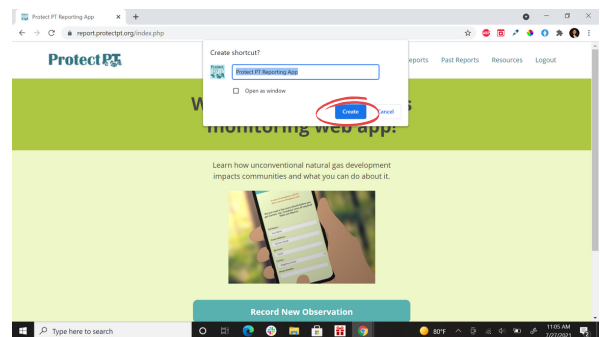 Protect PT Reporting App
report.protectpt.org/index.php
Create shortcut?
Protect PT Reporting App
Open as window
Create
Cancel
ProtectPT
eports
Past Reports
Resources
Logout
W
s
monitoring web app!
Learn how unconventional natural gas development
impacts communities and what you can do about it.
Record New Observation
Type here to search
80°F
11:05 AM
7/27/2021